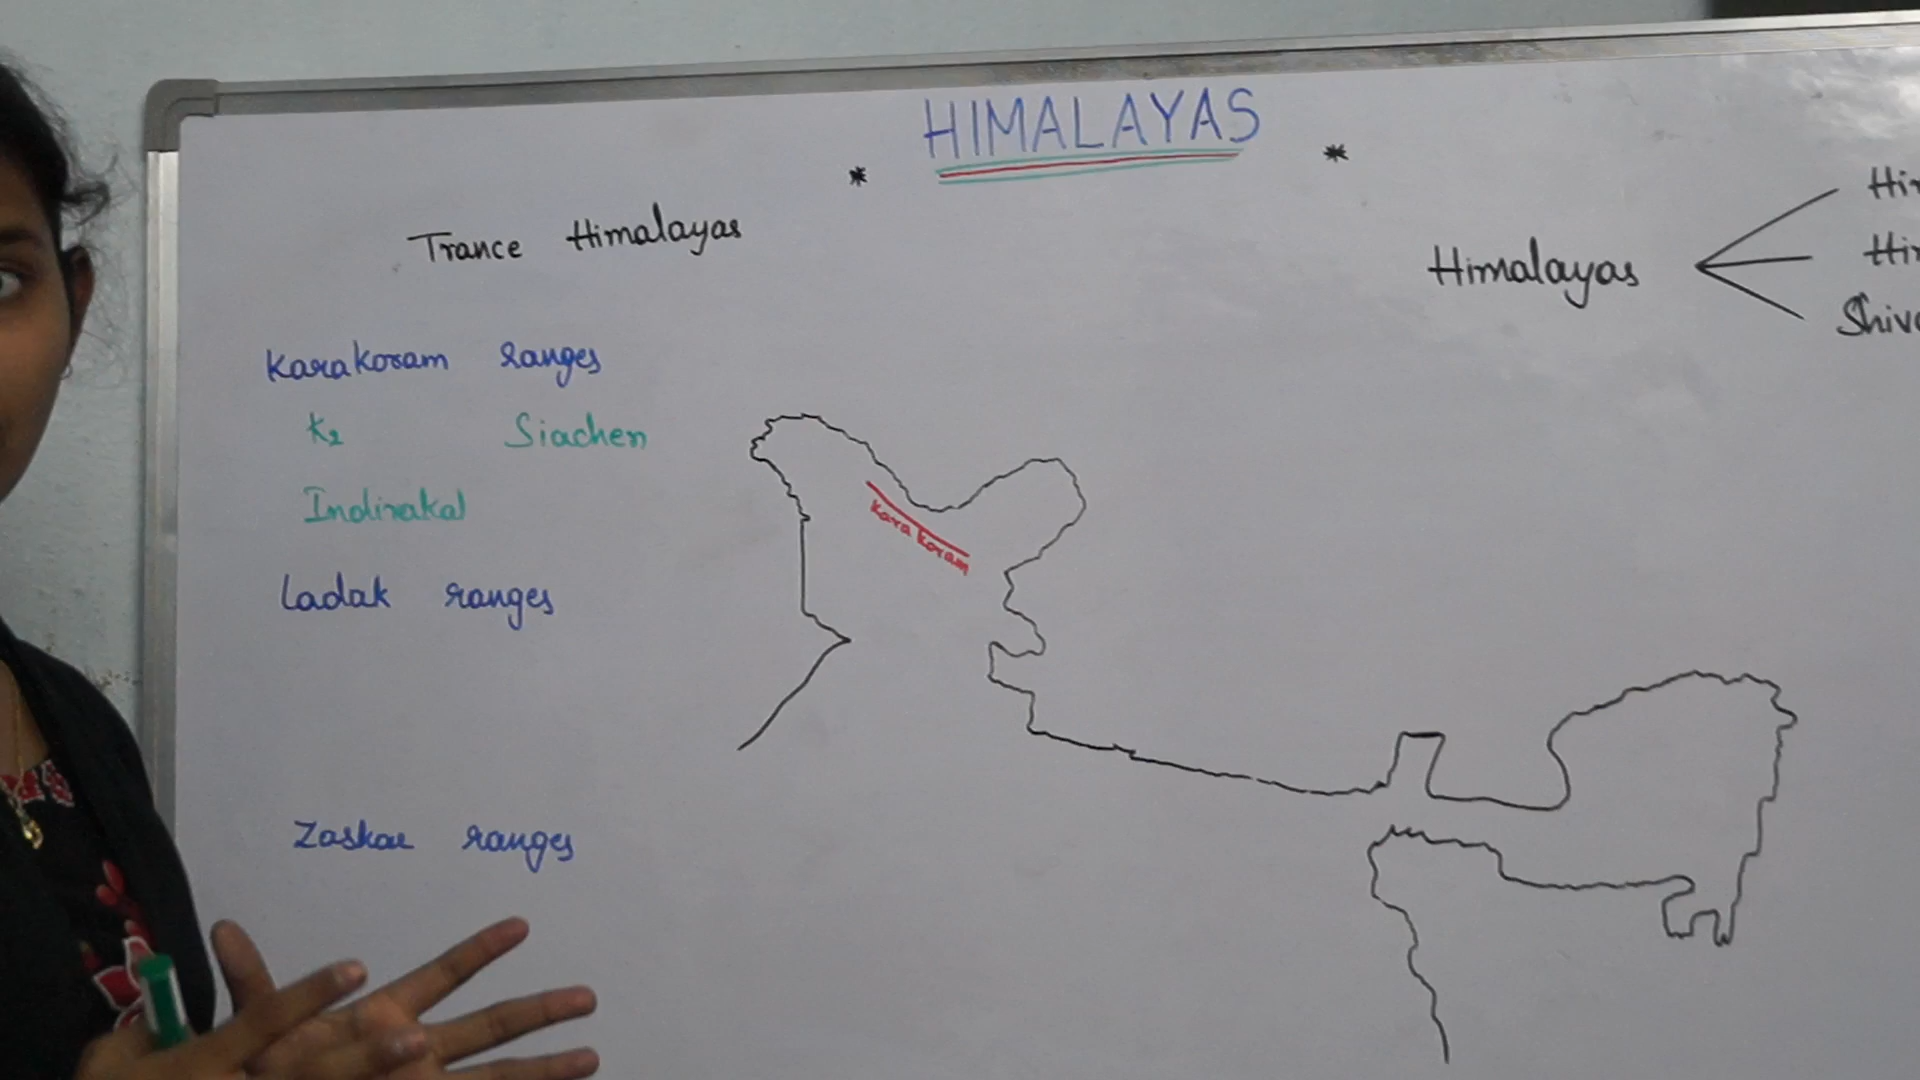 HIMALAYAS
Trance Himalayas
Karakoram ranges
K2 Siachen
Indirakal
Ladak ranges
Zaskar ranges
Kara Koram
Himalayas